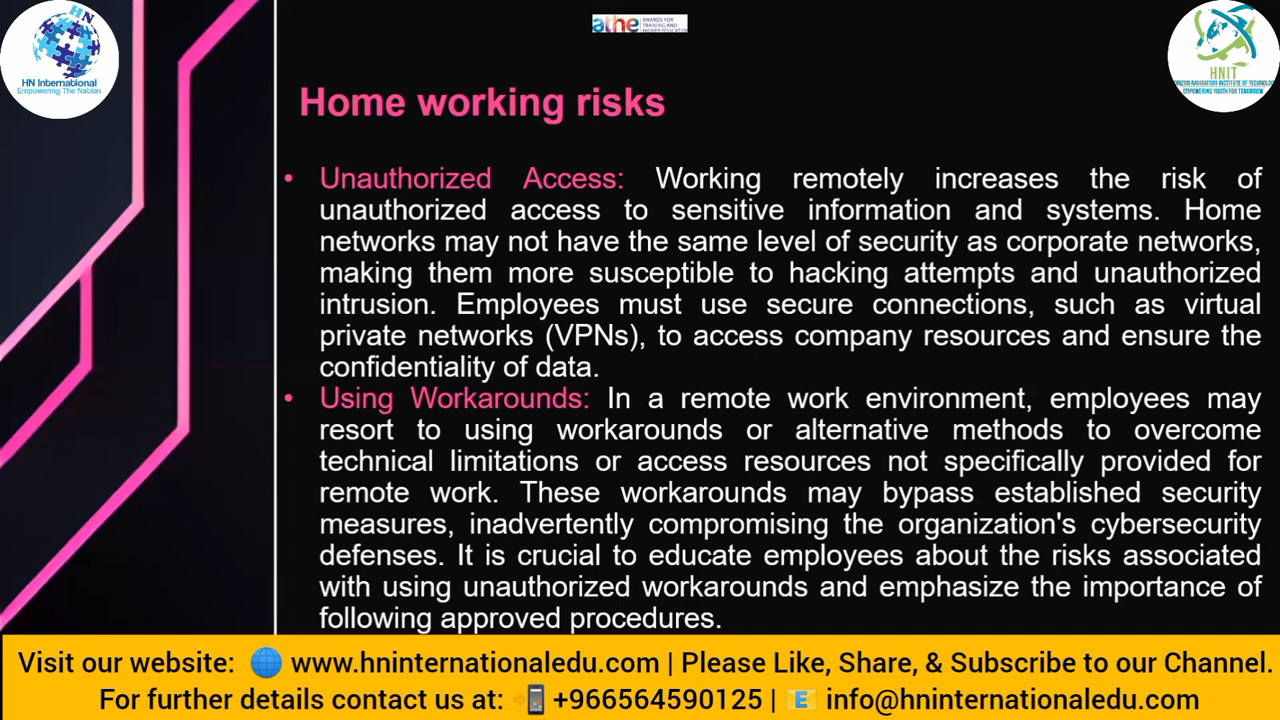 HN
HN International
Empowering The Nation
athe AWARDS FOR
TRAINING AND
HIGHER EDUCATION
HNIT
EMPOWERING YOUTH FOR TOMORROW
Home working risks
• Unauthorized Access: Working remotely increases the risk of
unauthorized access to sensitive information and systems. Home
networks may not have the same level of security as corporate networks,
making them more susceptible to hacking attempts and unauthorized
intrusion. Employees must use secure connections, such as virtual
private networks (VPNs), to access company resources and ensure the
confidentiality of data.
• Using Workarounds: In a remote work environment, employees may
resort to using workarounds or alternative methods to overcome
technical limitations or access resources not specifically provided for
remote work. These workarounds may bypass established security
measures, inadvertently compromising the organization's cybersecurity
defenses. It is crucial to educate employees about the risks associated
with using unauthorized workarounds and emphasize the importance of
following approved procedures.
Visit our website: 🌐 www.hninternationaledu.com | Please Like, Share, & Subscribe to our Channel.
For further details contact us at: 📲 +966564590125 | 📧 info@hninternationaledu.com